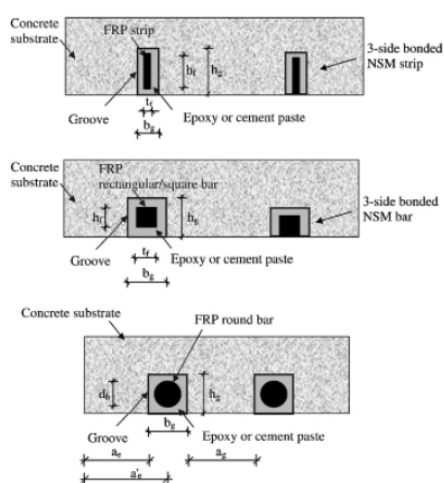 Concrete
substrate
FRP strip
b_f
h_g
3-side bonded
NSM strip
Groove
t_f
b_g
Epoxy or cement paste
Concrete
substrate
FRP
rectangular/square bar
h_f
h_g
3-side bonded
NSM bar
Groove
t_f
Epoxy or cement paste
b_g
Concrete substrate
FRP round bar
d_b
h_g
Groove
b_g
Epoxy or cement paste
a_e
a_g
a'_e